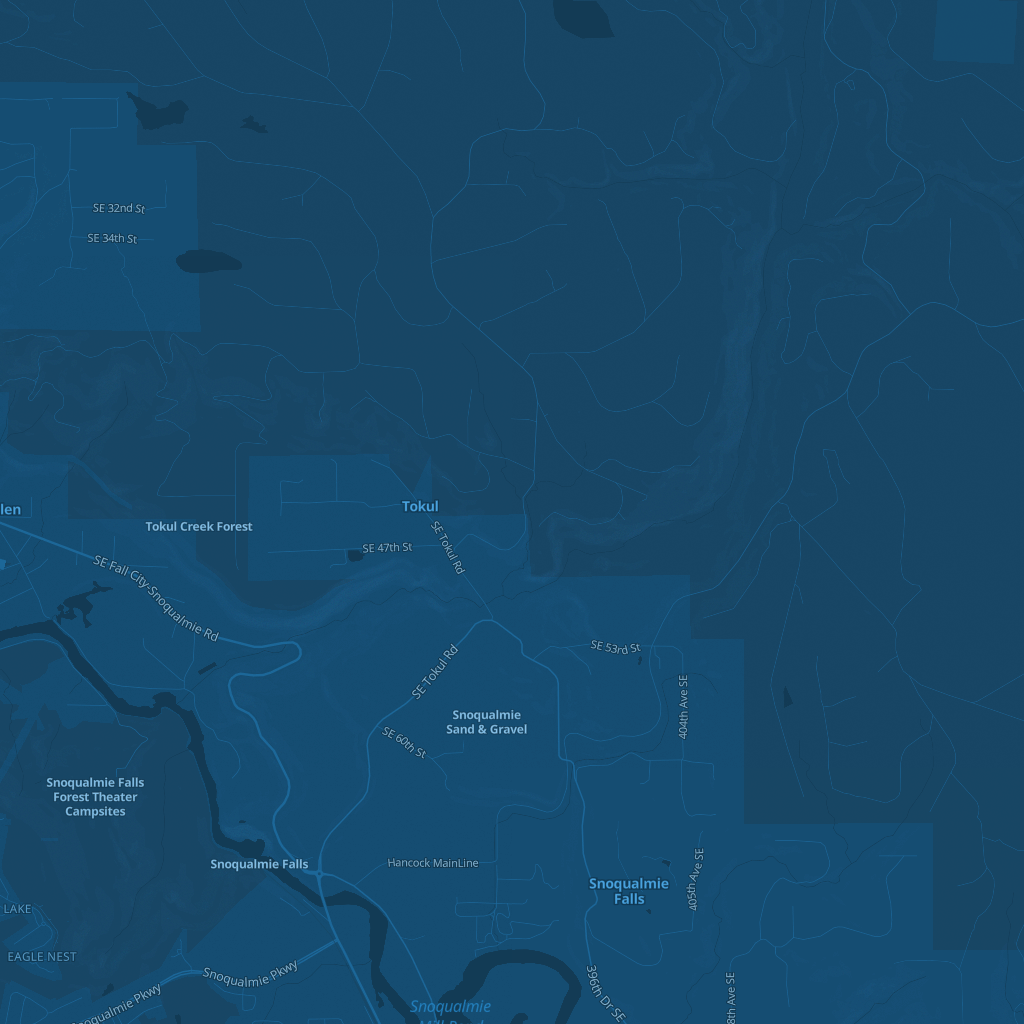 SE 32nd St
SE 34th St
len
Tokul
Tokul Creek Forest
SE Tokul Rd
SE 47th St
SE Fall City-Snoqualmie Rd
SE 53rd St
SE Tokul Rd
404th Ave SE
Snoqualmie
Sand & Gravel
SE 60th St
Snoqualmie Falls
Forest Theater
Campsites
Snoqualmie Falls
Hancock MainLine
Snoqualmie
Falls
405th Ave SE
LAKE
EAGLE NEST
Snoqualmie Pkwy
Snoqualmie Pkwy
396th Dr SE
8th Ave SE
Snoqualmie
Mill Pond